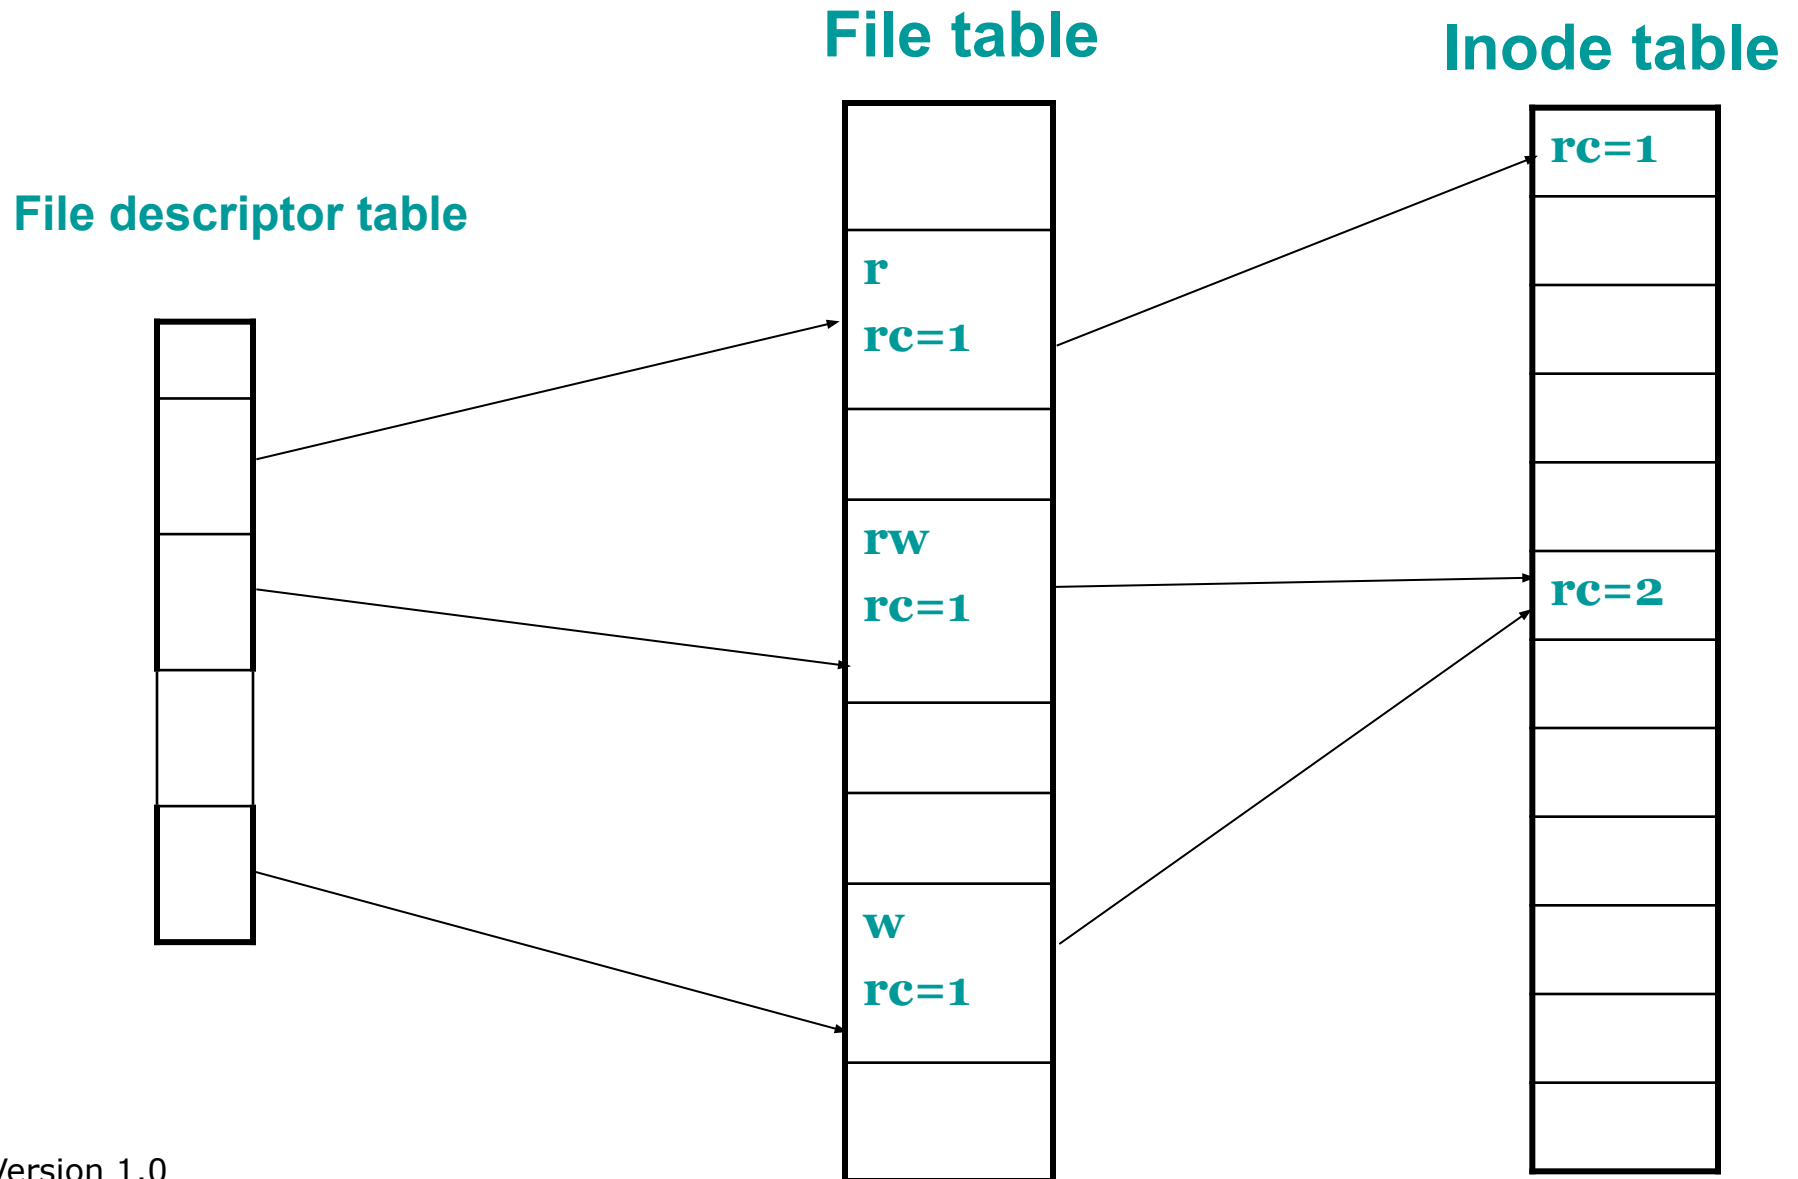 File table
Inode table
File descriptor table
rc=1
r
rc=1
rw
rc=1
rc=2
w
rc=1
Version 1.0